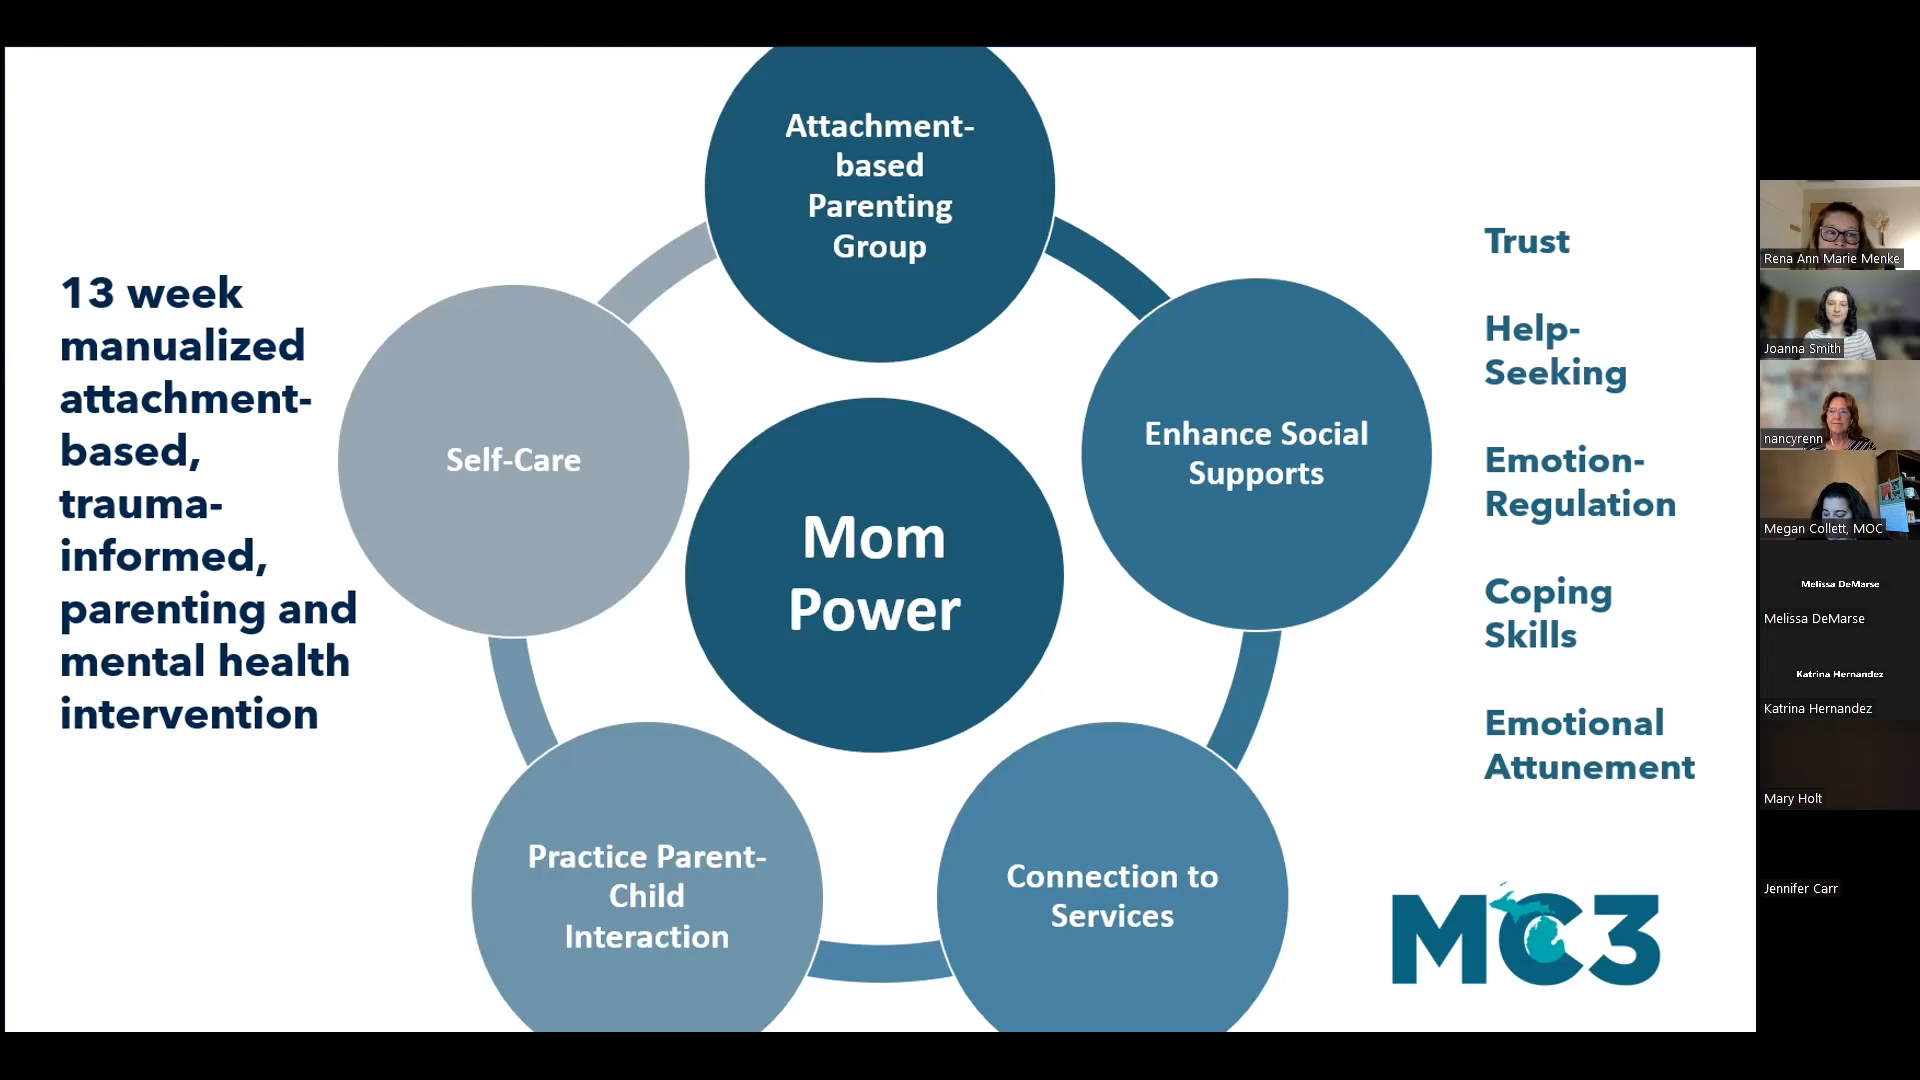 13 week
manualized
attachment-
based,
trauma-
informed,
parenting and
mental health
intervention
Attachment-
based
Parenting
Group
Enhance Social
Supports
Connection to
Services
Practice Parent-
Child
Interaction
Self-Care
Mom
Power
Trust
Help-
Seeking
Emotion-
Regulation
Coping
Skills
Emotional
Attunement
MC3
Rena Ann Marie Menke
Joanna Smith
nancyrenn
Megan Collett, MOC
Melissa DeMarse
Melissa DeMarse
Katrina Hernandez
Katrina Hernandez
Mary Holt
Jennifer Carr